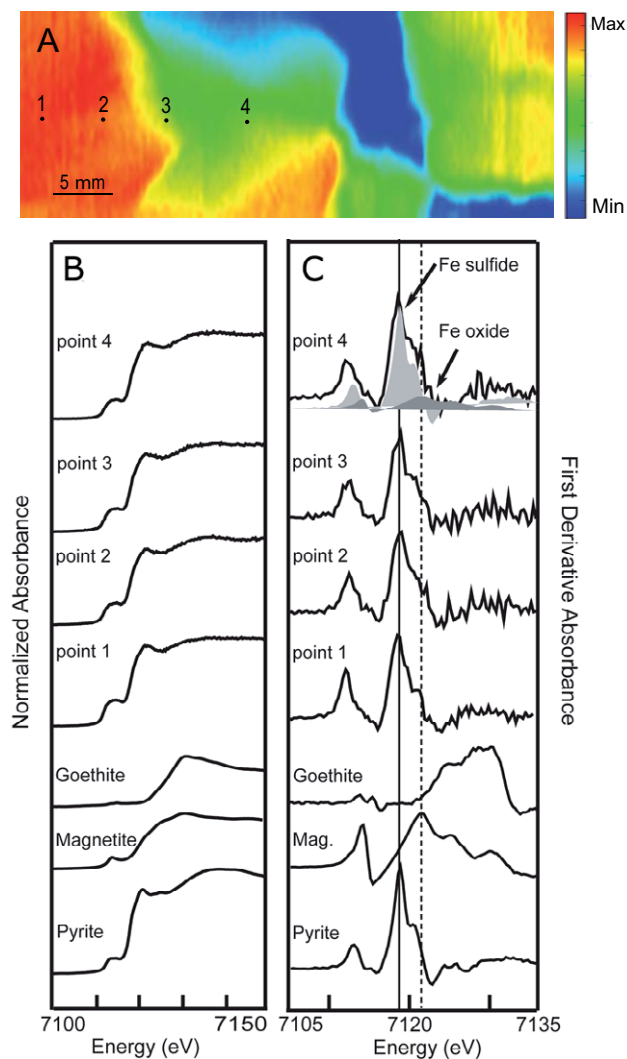 A
1
2
3
4
5 mm
Max
Min
B
C
Fe sulfide
Fe oxide
point 4
point 4
point 3
point 3
point 2
point 2
point 1
point 1
Goethite
Goethite
Magnetite
Mag.
Pyrite
Pyrite
Normalized Absorbance
First Derivative Absorbance
7100
7150
7105
7120
7135
Energy (eV)
Energy (eV)